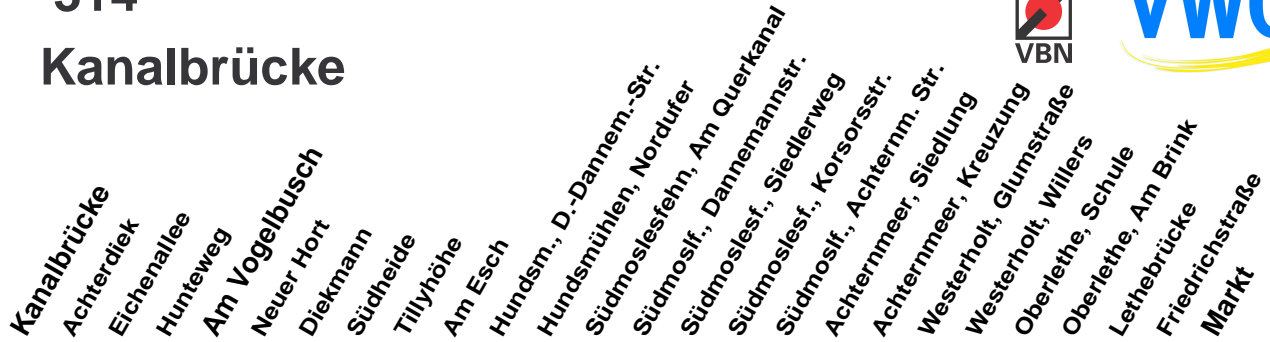 314
Kanalbrücke
VBN
VWG
Kanalbrücke
Achterdiek
Eichenallee
Hunteweg
Am Vogelbusch
Neuer Hort
Diekmann
Südheide
Tillyhöhe
Am Esch
Hundsm., D.-Dannem.-Str.
Hundsmühlen, Nordufer
Südmoslesfehn, Am Querkanal
Südmoslf., Dannemannstr.
Südmoslesf., Siedlerweg
Südmoslesf., Korsorsstr.
Südmoslf., Achternm. Str.
Achternmeer, Siedlung
Achternmeer, Kreuzung
Westerholt, Glumstraße
Westerholt, Willers
Oberlethe, Schule
Oberlethe, Am Brink
Lethebrücke
Friedrichstraße
Markt